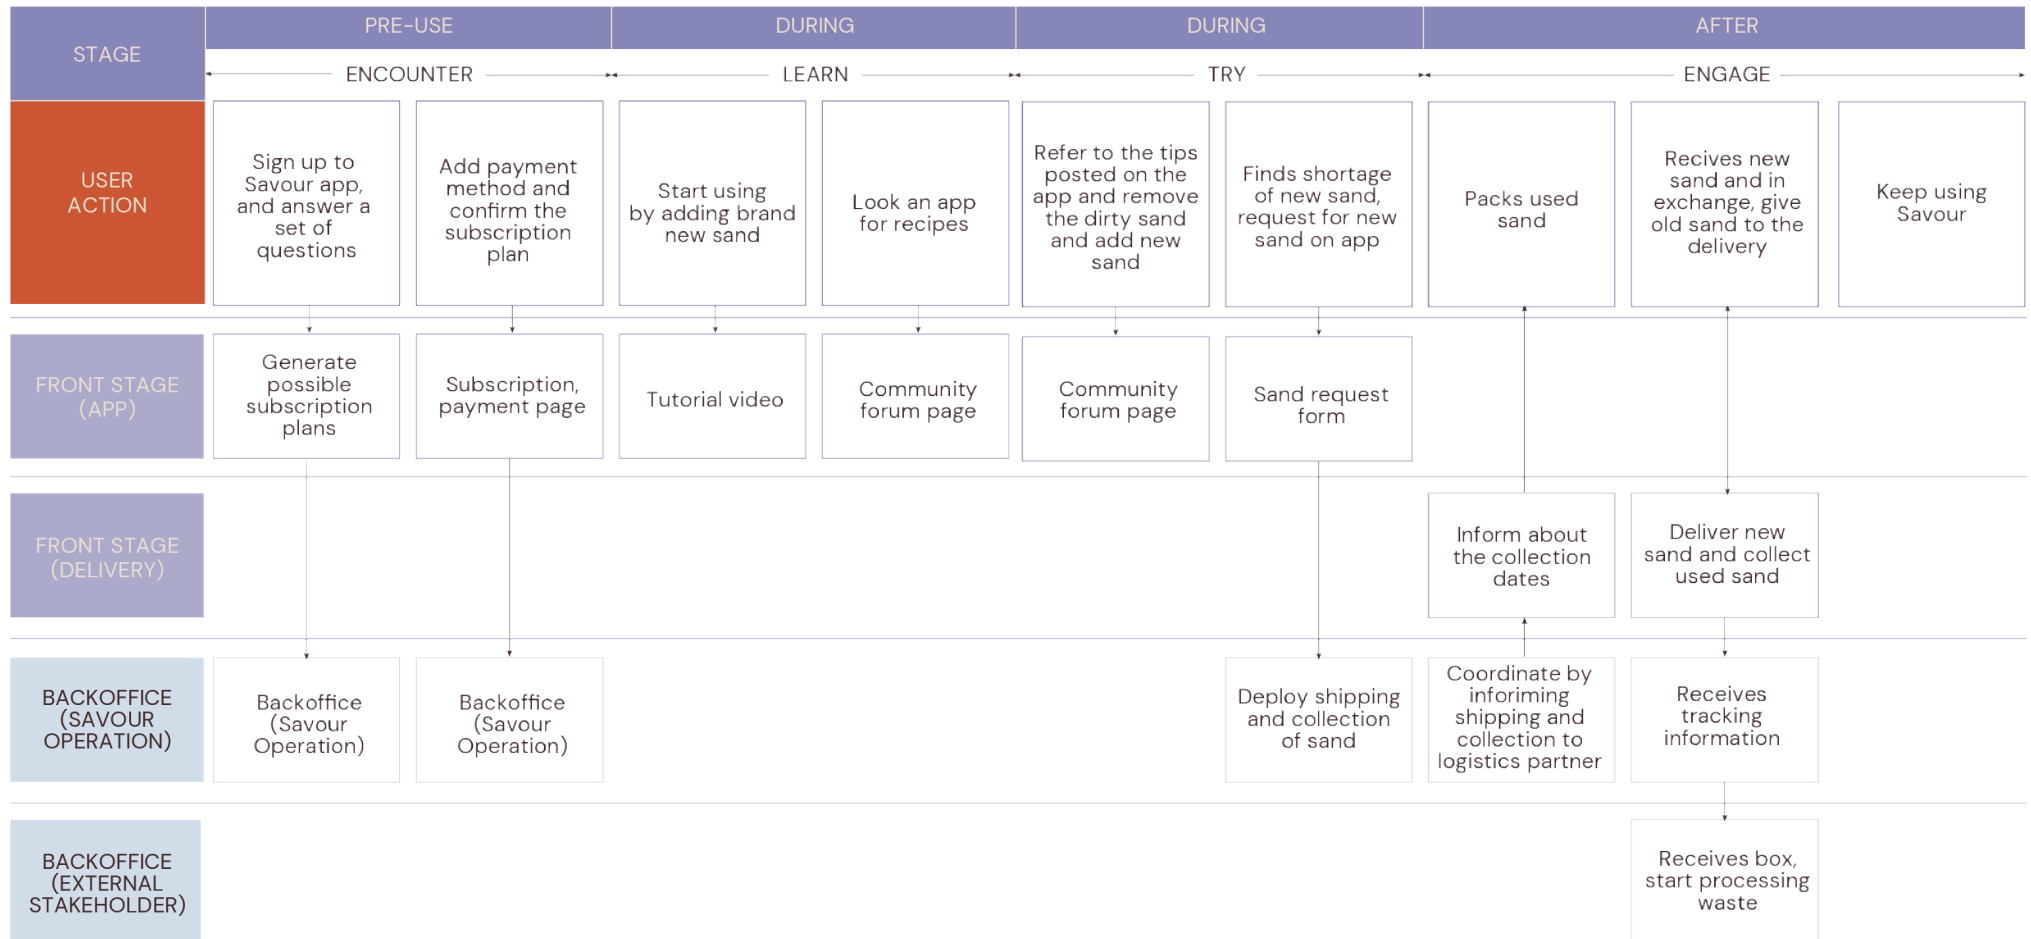 STAGE
PRE-USE
DURING
DURING
AFTER
ENCOUNTER
LEARN
TRY
ENGAGE
USER
ACTION
Sign up to
Savour app,
and answer a
set of
questions
Add payment
method and
confirm the
subscription
plan
Start using
by adding brand
new sand
Look an app
for recipes
Refer to the tips
posted on the
app and remove
the dirty sand
and add new
sand
Finds shortage
of new sand,
request for new
sand on app
Packs used
sand
Recives new
sand and in
exchange, give
old sand to the
delivery
Keep using
Savour
FRONT STAGE
(APP)
Generate
possible
subscription
plans
Subscription,
payment page
Tutorial video
Community
forum page
Community
forum page
Sand request
form
FRONT STAGE
(DELIVERY)
Inform about
the collection
dates
Deliver new
sand and collect
used sand
BACKOFFICE
(SAVOUR
OPERATION)
Backoffice
(Savour
Operation)
Backoffice
(Savour
Operation)
Deploy shipping
and collection
of sand
Coordinate by
inforiming
shipping and
collection to
logistics partner
Receives
tracking
information
BACKOFFICE
(EXTERNAL
STAKEHOLDER)
Receives box,
start processing
waste